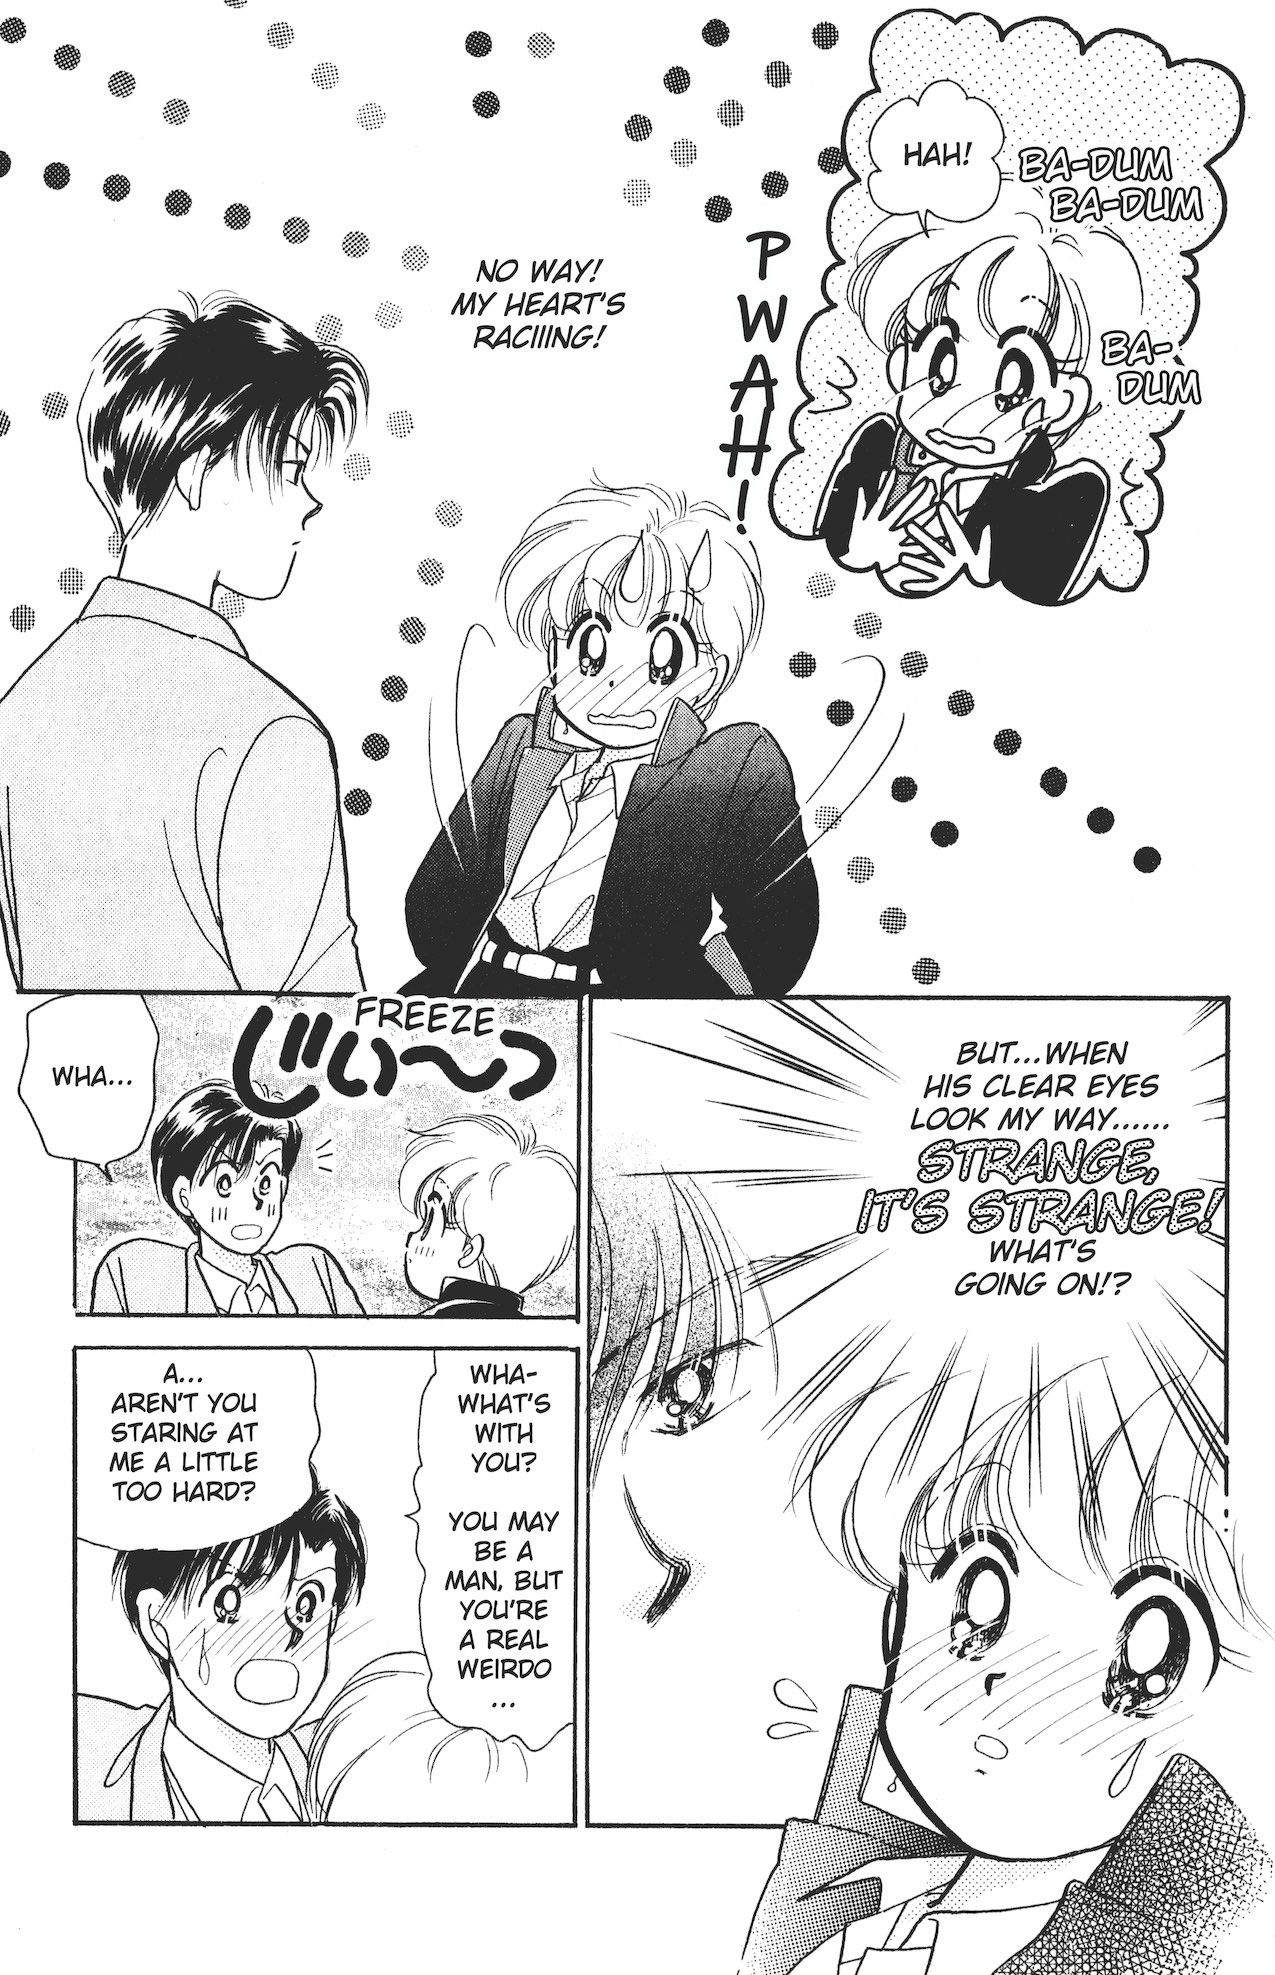 HAH!
BA-DUM
BA-DUM
BA-
DUM
PWAH!
NO WAY!
MY HEART'S
RACIIING!
BUT...WHEN
HIS CLEAR EYES
LOOK MY WAY......
STRANGE,
IT'S STRANGE!
WHAT'S
GOING ON!?
FREEZE
じい〜っ
WHA...
WHA-
WHAT'S
WITH
YOU?
YOU MAY
BE A
MAN, BUT
YOU'RE
A REAL
WEIRDO
...
A...
AREN'T YOU
STARING AT
ME A LITTLE
TOO HARD?